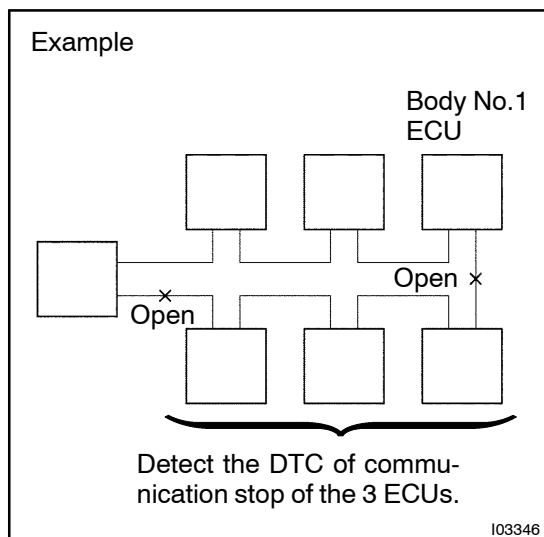 Example
Body No.1
ECU
Open
Open
Detect the DTC of commu-
nication stop of the 3 ECUs.
I03346